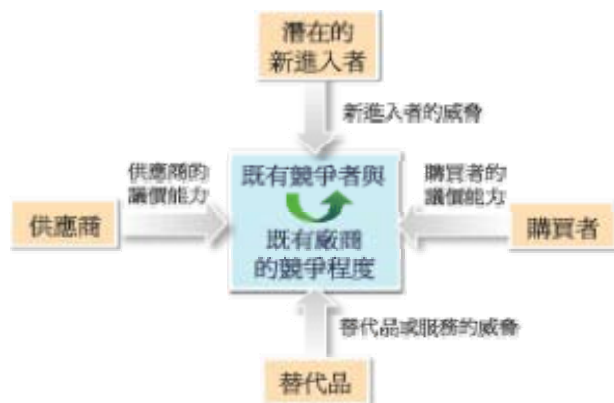 潛在的
新進入者
新進入者的威脅
供應商的
議價能力
既有競爭者與
購買者的
議價能力
供應商
既有廠商
的競爭程度
購買者
替代品或服務的威脅
替代品